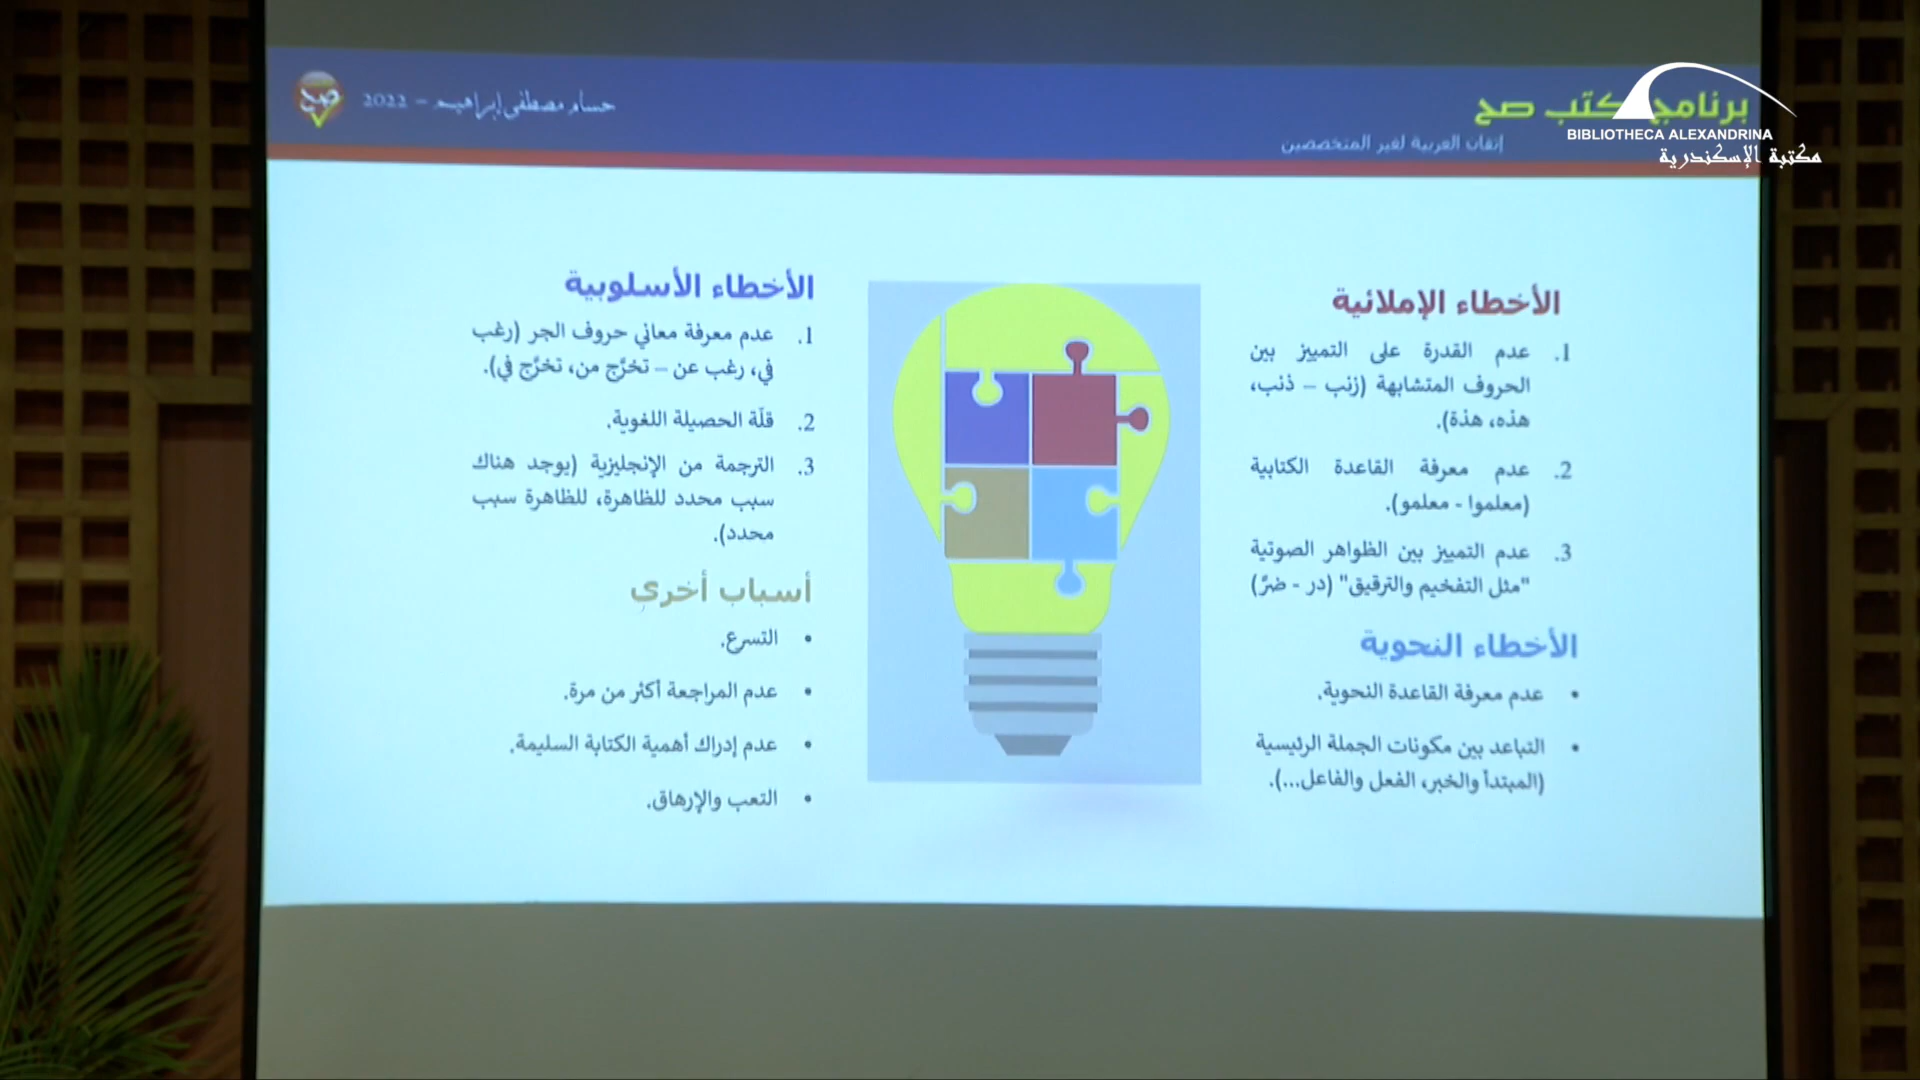 برنامج كتب صح
إتقان العربية لغير المتخصصين
حسام مصطفى إبراهيم – 2022
صح
BIBLIOTHECA ALEXANDRINA
مكتبة الإسكندرية
الأخطاء الإملائية
1. عدم القدرة على التمييز بين
الحروف المتشابهة (زنب – ذنب،
هذه، هذة).
2. عدم معرفة القاعدة الكتابية
(معلموا - معلمو).
3. عدم التمييز بين الظواهر الصوتية
"مثل التفخيم والترقيق" (در - ضرّ)
الأخطاء النحوية
• عدم معرفة القاعدة النحوية.
• التباعد بين مكونات الجملة الرئيسية
(المبتدأ والخبر، الفعل والفاعل...).
الأخطاء الأسلوبية
1. عدم معرفة معاني حروف الجر (رغب
في، رغب عن – تخرَّج من، تخرَّج في).
2. قلّة الحصيلة اللغوية.
3. الترجمة من الإنجليزية (يوجد هناك
سبب محدد للظاهرة، للظاهرة سبب
محدد).
أسباب أخرى
• التسرع.
• عدم المراجعة أكثر من مرة.
• عدم إدراك أهمية الكتابة السليمة.
• التعب والإرهاق.